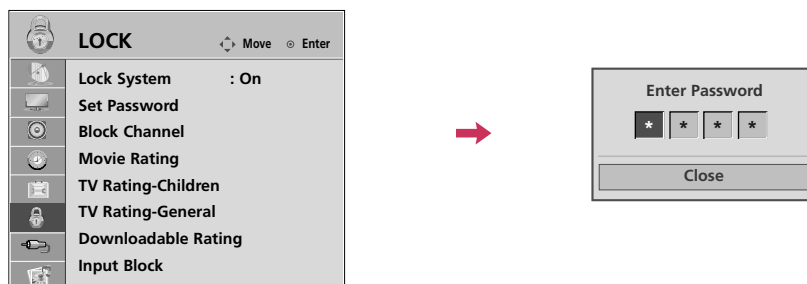 LOCK Move Enter
Lock System : On
Set Password
Block Channel
Movie Rating
TV Rating-Children
TV Rating-General
Downloadable Rating
Input Block
Enter Password
* * * *
Close